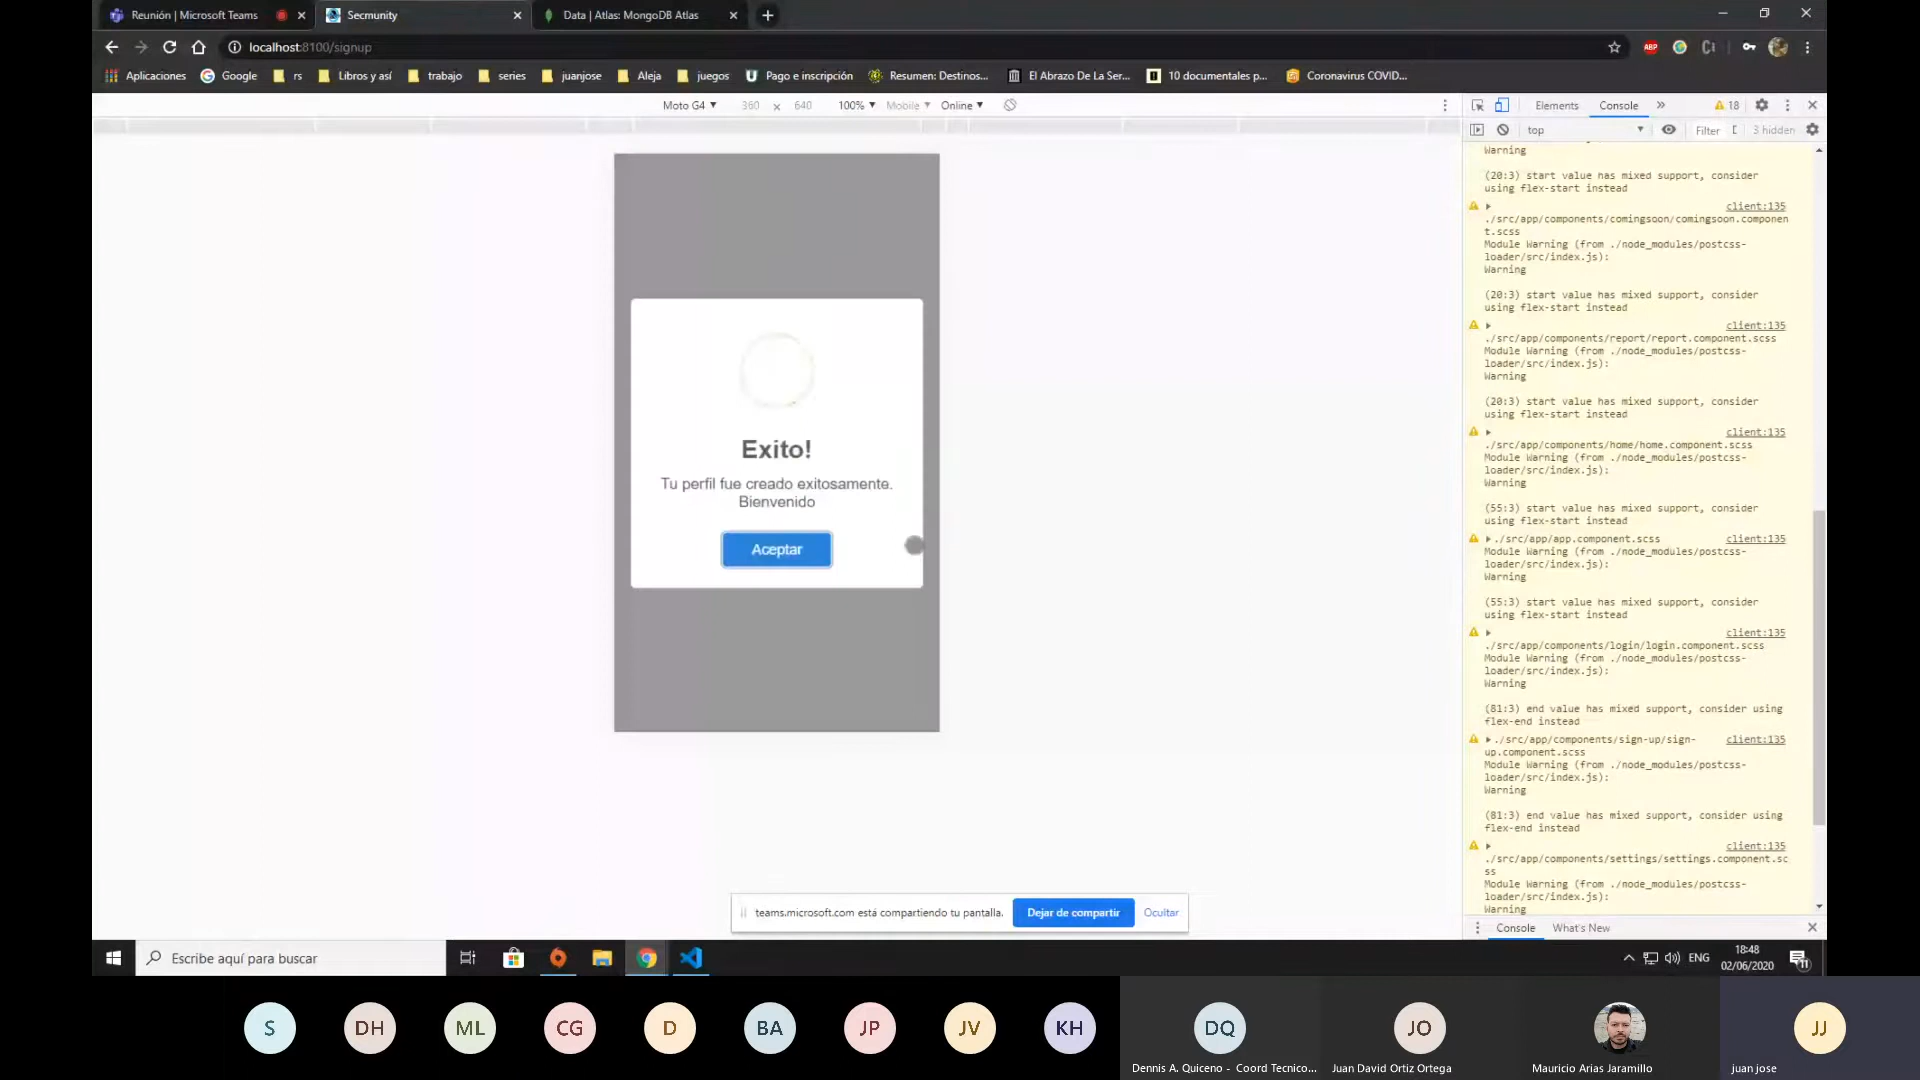 Reunión | Microsoft Teams
Secmunity
Data | Atlas: MongoDB Atlas
localhost:8100/signup
ABP
Aplicaciones
Google
rs
Libros y así
trabajo
series
juanjose
Aleja
juegos
Pago e inscripción
Resumen: Destinos...
El Abrazo De La Ser...
10 documentales p...
Coronavirus COVID...
Moto G4
360 x 640
100%
Mobile
Online
Elements
Console
18
top
Filter
3 hidden
Warning
(20:3) start value has mixed support, consider
using flex-start instead
client:135
./src/app/components/comingsoon/comingsoon.componen
t.scss
Module Warning (from ./node_modules/postcss-
loader/src/index.js):
Warning
(20:3) start value has mixed support, consider
using flex-start instead
client:135
./src/app/components/report/report.component.scss
Module Warning (from ./node_modules/postcss-
loader/src/index.js):
Warning
(20:3) start value has mixed support, consider
using flex-start instead
client:135
./src/app/components/home/home.component.scss
Module Warning (from ./node_modules/postcss-
loader/src/index.js):
Warning
(55:3) start value has mixed support, consider
using flex-start instead
./src/app/app.component.scss client:135
Module Warning (from ./node_modules/postcss-
loader/src/index.js):
Warning
(55:3) start value has mixed support, consider
using flex-start instead
client:135
./src/app/components/login/login.component.scss
Module Warning (from ./node_modules/postcss-
loader/src/index.js):
Warning
(81:3) end value has mixed support, consider using
flex-end instead
./src/app/components/sign-up/sign- client:135
up.component.scss
Module Warning (from ./node_modules/postcss-
loader/src/index.js):
Warning
(81:3) end value has mixed support, consider using
flex-end instead
client:135
./src/app/components/settings/settings.component.sc
ss
Module Warning (from ./node_modules/postcss-
loader/src/index.js):
Warning
Console
What's New
Exito!
Tu perfil fue creado exitosamente.
Bienvenido
Aceptar
teams.microsoft.com está compartiendo tu pantalla.
Dejar de compartir
Ocultar
Escribe aquí para buscar
ENG
18:48
02/06/2020
11
S
DH
ML
CG
D
BA
JP
JV
KH
DQ
JO
JJ
Dennis A. Quiceno - Coord Tecnico...
Juan David Ortiz Ortega
Mauricio Arias Jaramillo
juan jose